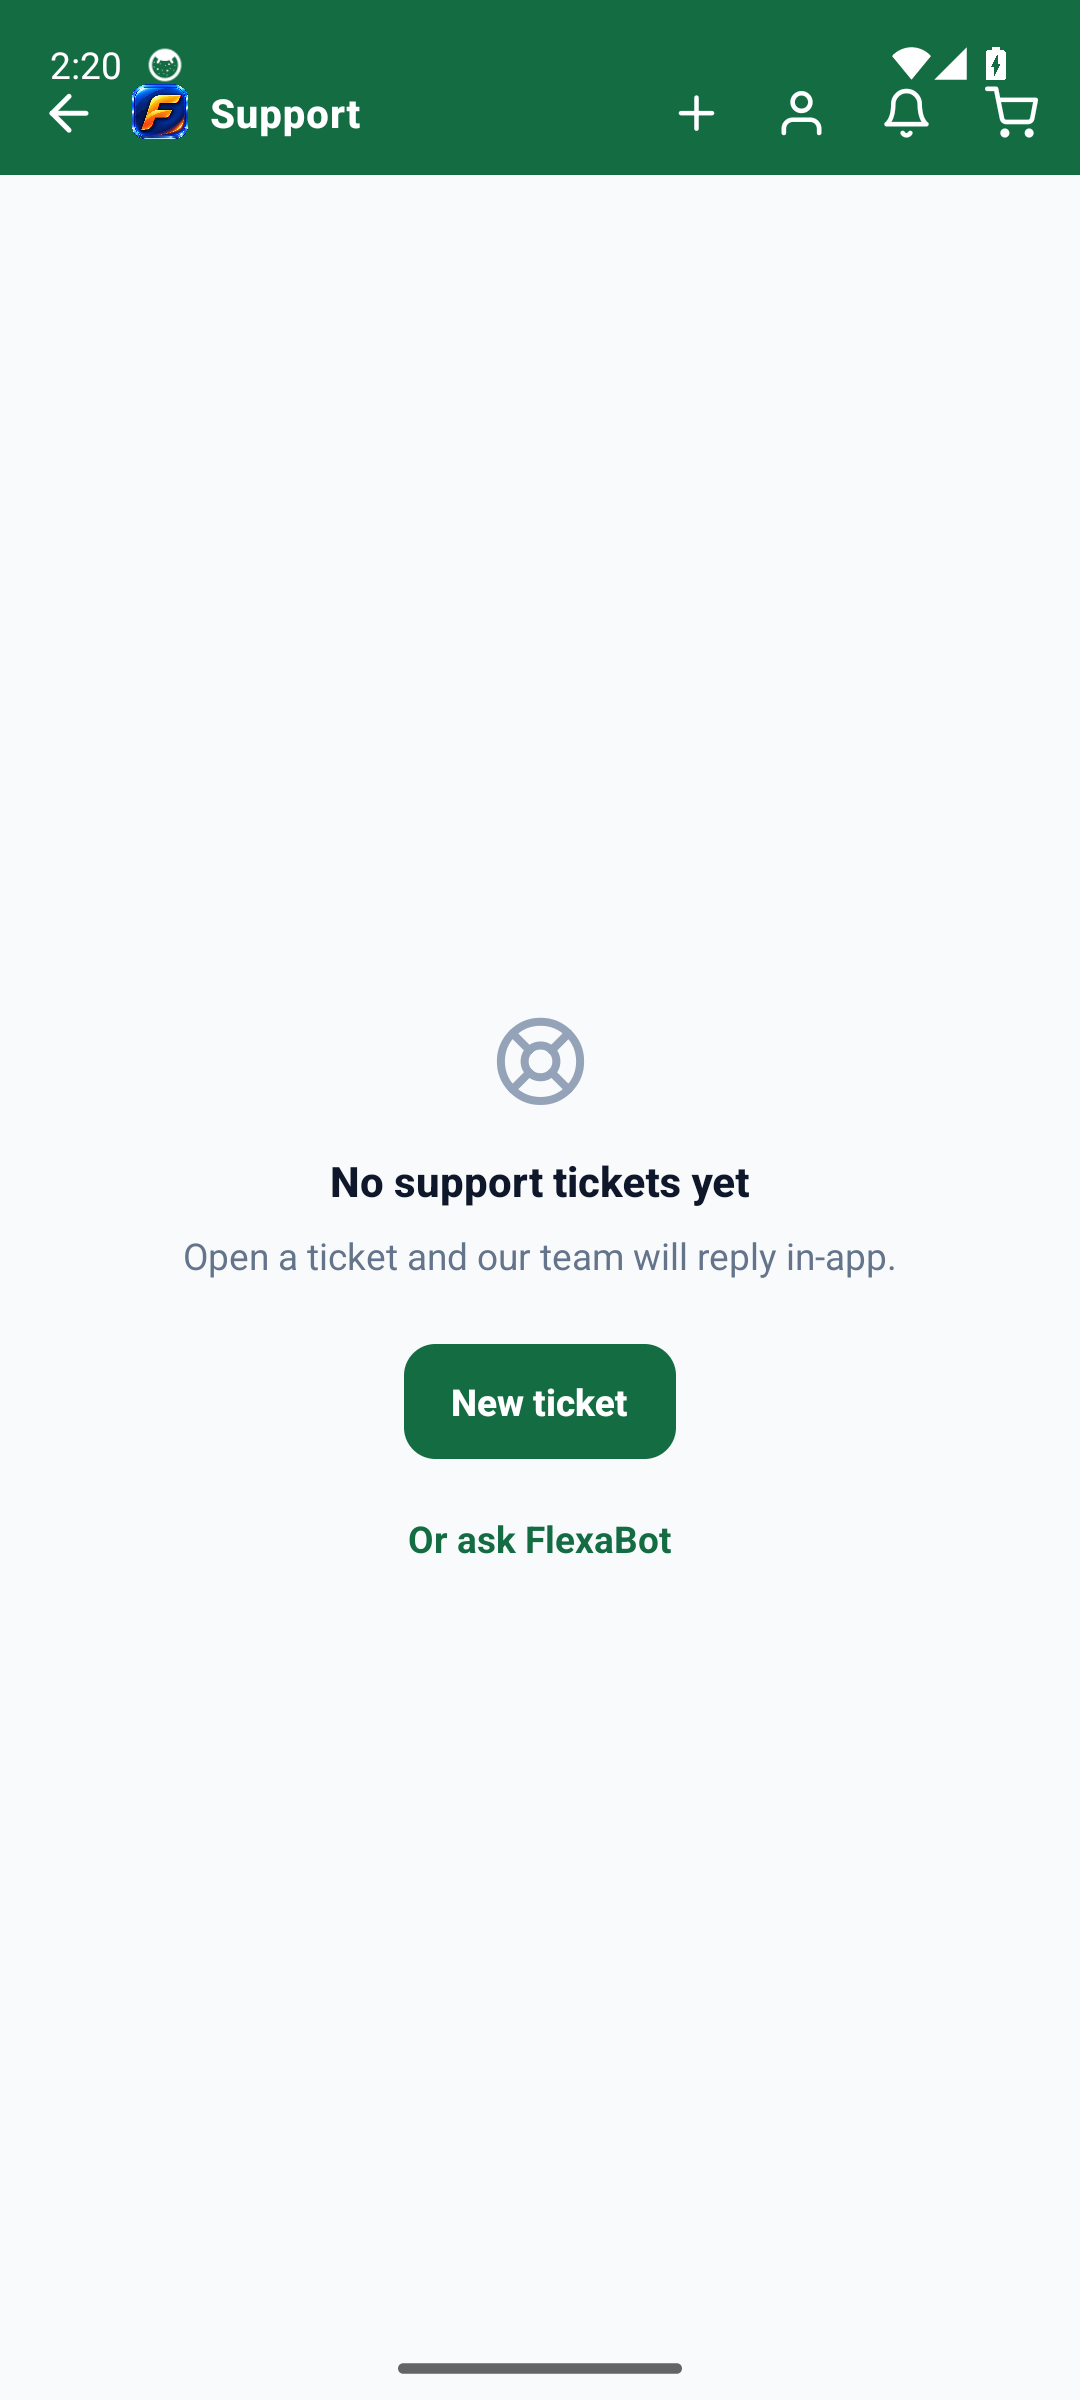 2:20
Support
No support tickets yet
Open a ticket and our team will reply in-app.
New ticket
Or ask FlexaBot